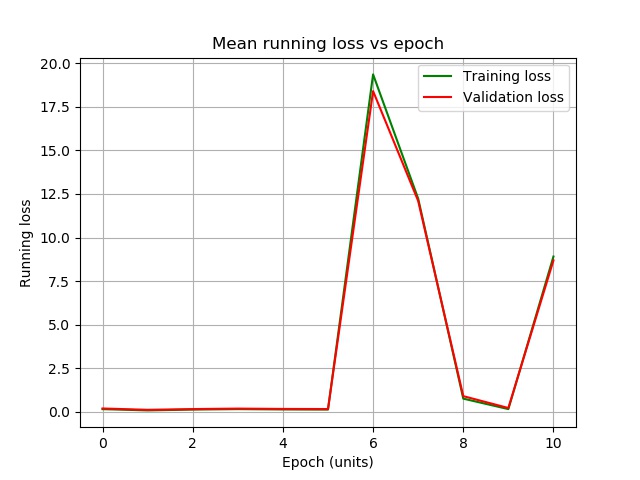 Mean running loss vs epoch
20.0
17.5
15.0
12.5
10.0
7.5
5.0
2.5
0.0
Running loss
Training loss
Validation loss
0 2 4 6 8 10
Epoch (units)